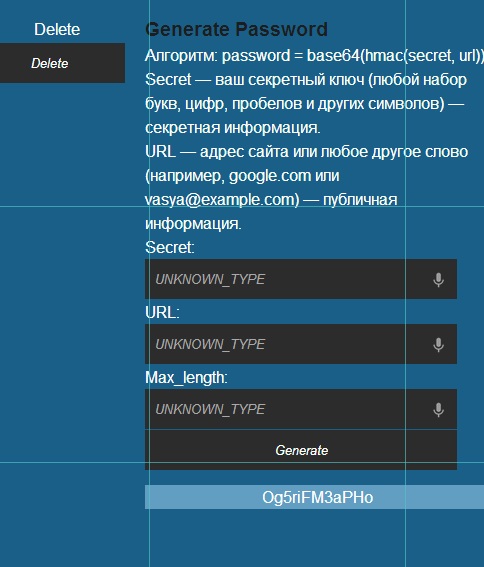 Delete
Delete
Generate Password
Алгоритм: password = base64(hmac(secret, url))
Secret — ваш секретный ключ (любой набор
букв, цифр, пробелов и других символов) —
секретная информация.
URL — адрес сайта или любое другое слово
(например, google.com или
vasya@example.com) — публичная
информация.
Secret:
UNKNOWN_TYPE
URL:
UNKNOWN_TYPE
Max_length:
UNKNOWN_TYPE
Generate
Og5riFM3aPHo